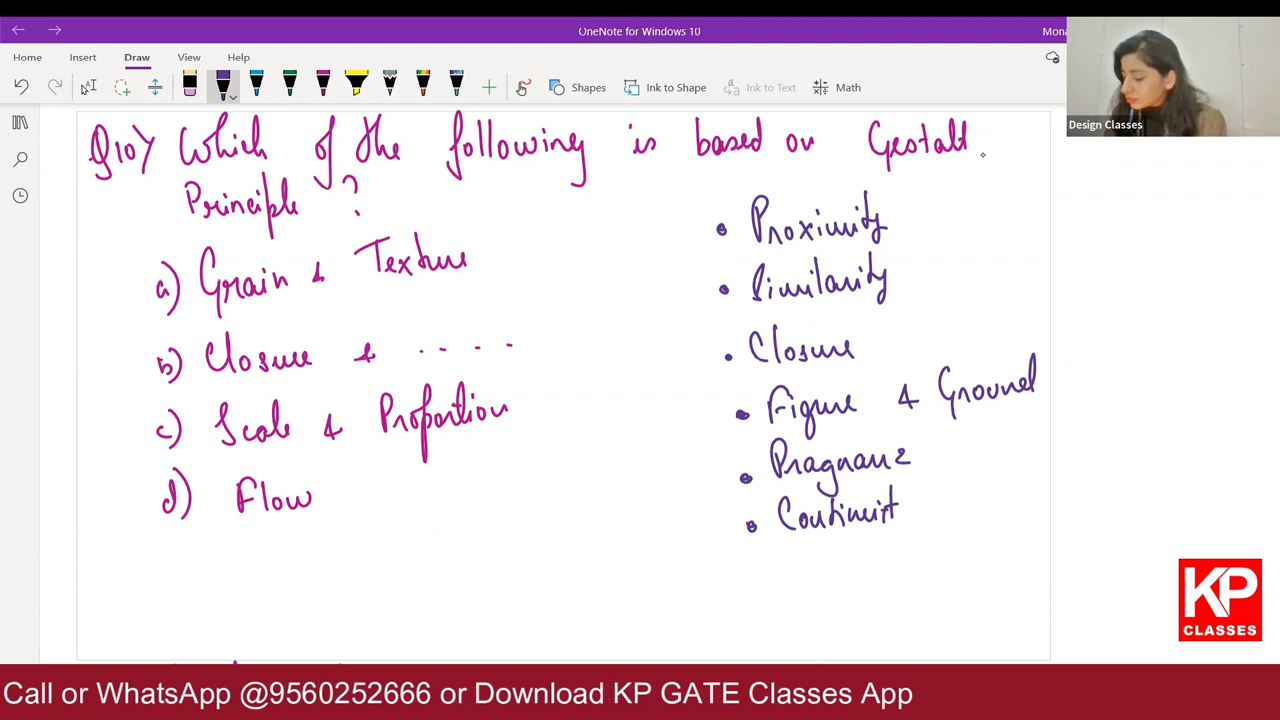 OneNote for Windows 10
Mona
Home Insert Draw View Help
Shapes Ink to Shape Ink to Text Math
Design Classes
Q10) Which of the following is based on Gestalt
Principle ?
a) Grain & Texture
b) Closure & ....
c) Scale & Proportion
d) Flow
• Proximity
• Similarity
• Closure
• Figure & Ground
• Pragnanz
• Continuit
KP
CLASSES
Call or WhatsApp @9560252666 or Download KP GATE Classes App